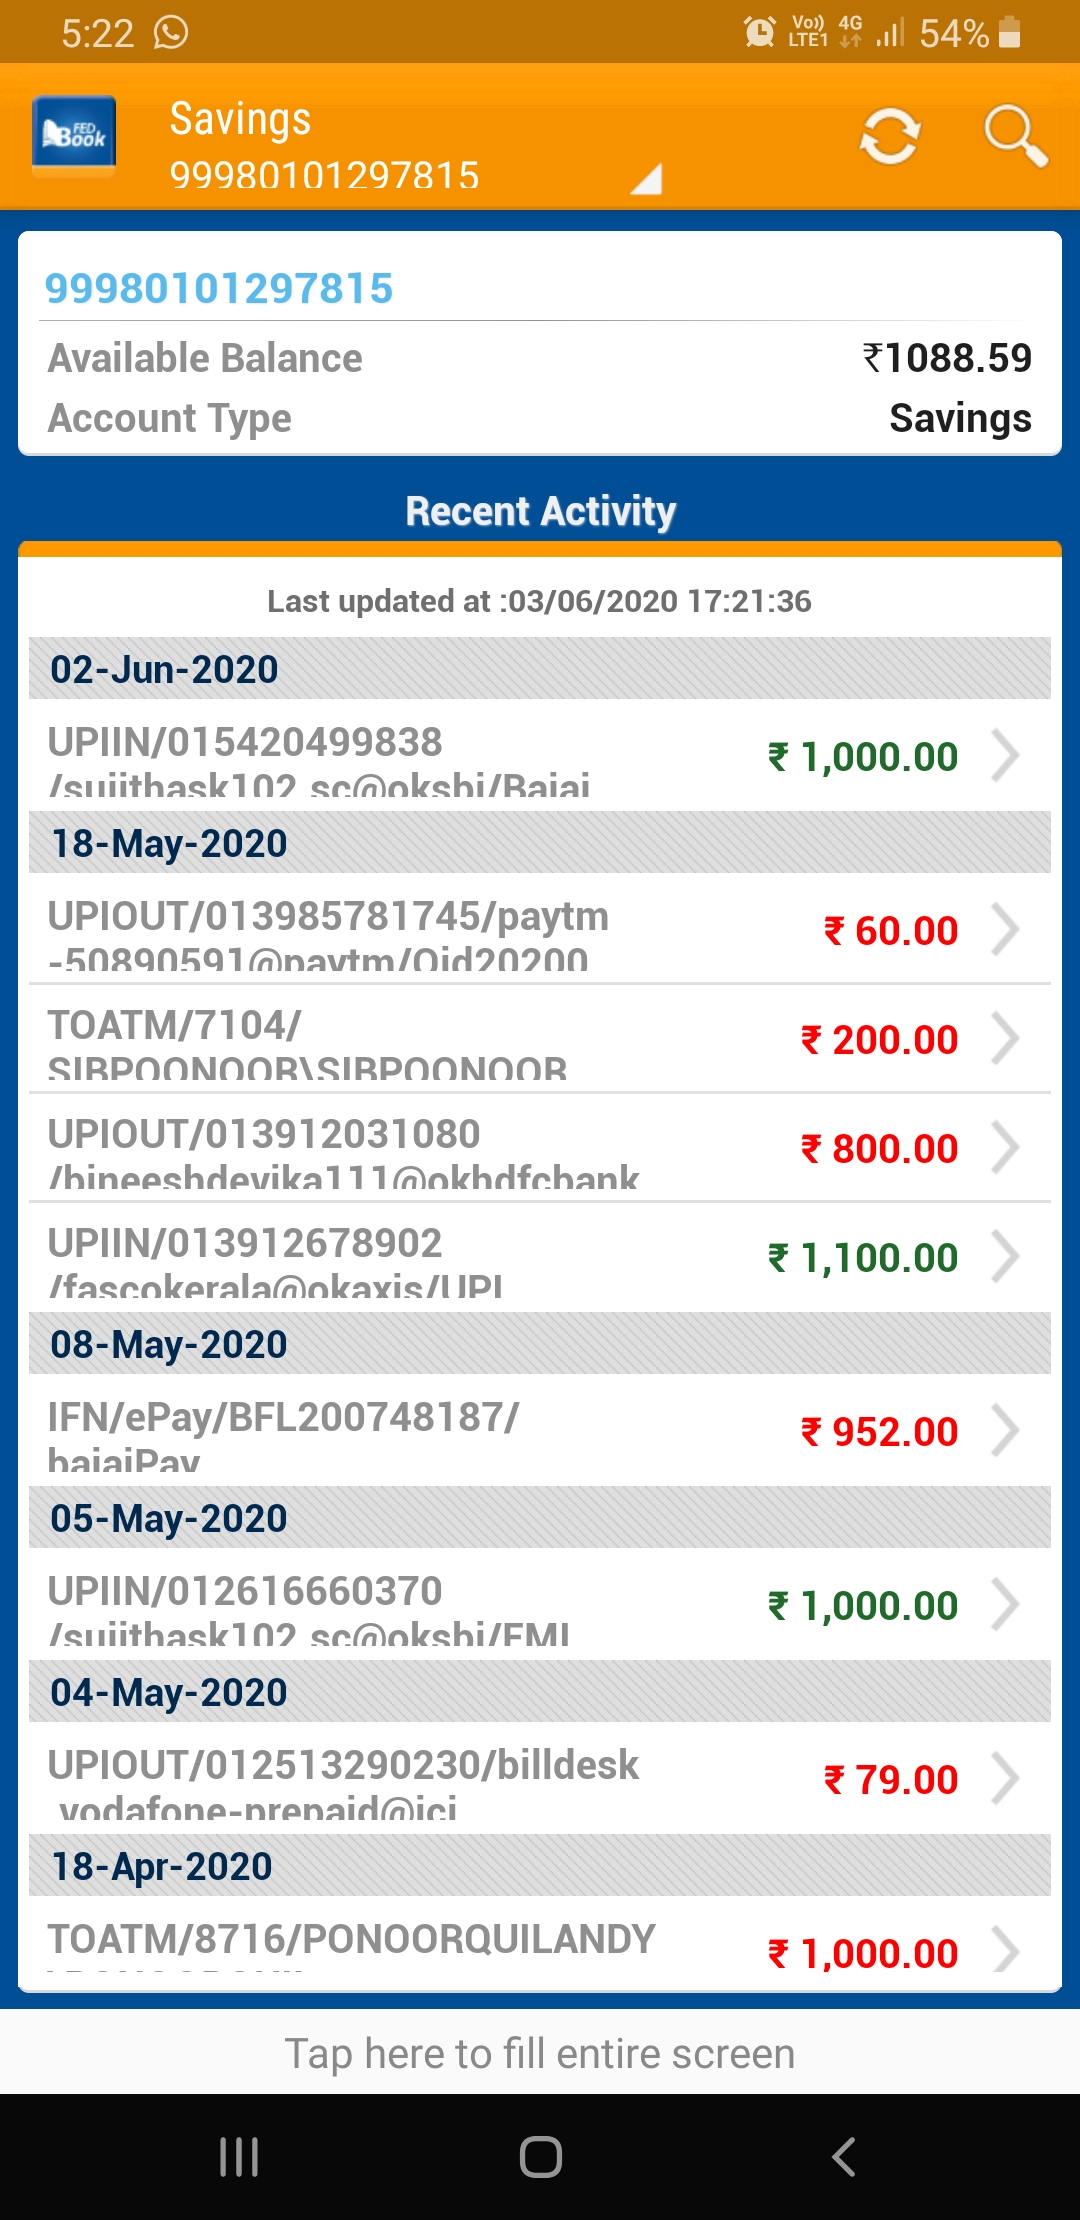 5:22
Vo)) LTE1 4G 54%
FED Book
Savings
99980101297815
99980101297815
Available Balance ₹1088.59
Account Type Savings
Recent Activity
Last updated at :03/06/2020 17:21:36
02-Jun-2020
UPIIN/015420499838 ₹ 1,000.00
/sujithask102.sc@oksbi/Bajaj
18-May-2020
UPIOUT/013985781745/paytm ₹ 60.00
-50890591@paytm/Oid20200
TOATM/7104/ ₹ 200.00
SIBPOONOOR\SIBPOONOOR
UPIOUT/013912031080 ₹ 800.00
/bineeshdevika111@okhdfcbank
UPIIN/013912678902 ₹ 1,100.00
/fascokerala@okaxis/UPI
08-May-2020
IFN/ePay/BFL200748187/ ₹ 952.00
bajajPay
05-May-2020
UPIIN/012616660370 ₹ 1,000.00
/sujithask102.sc@oksbi/EMI
04-May-2020
UPIOUT/012513290230/billdesk ₹ 79.00
.vodafone-prepaid@ici
18-Apr-2020
TOATM/8716/PONOORQUILANDY ₹ 1,000.00
Tap here to fill entire screen